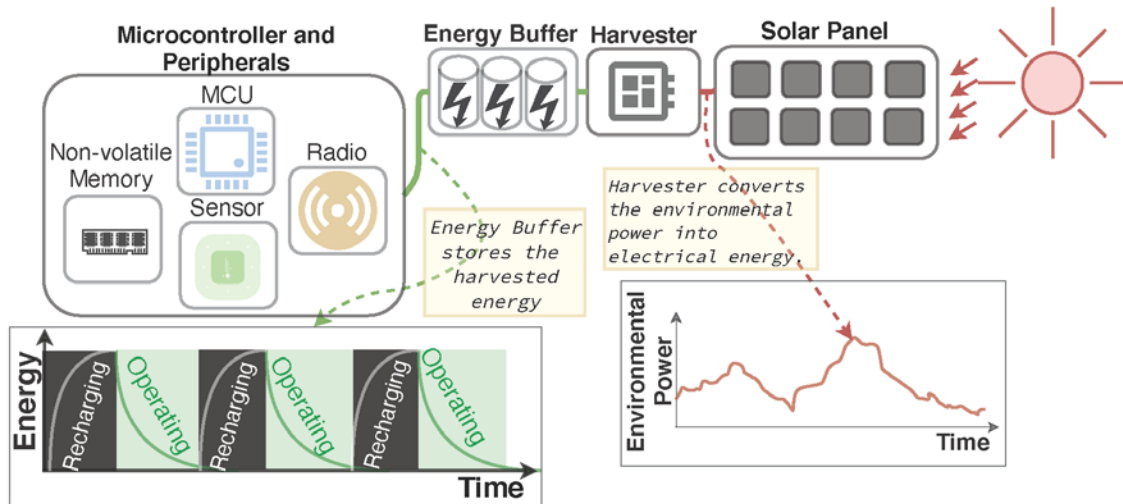 Microcontroller and
Peripherals
MCU
Non-volatile
Memory
Radio
Sensor
Energy Buffer
Harvester
Solar Panel
Energy Buffer
stores the
harvested
energy
Harvester converts
the environmental
power into
electrical energy.
Energy
Recharging
Operating
Recharging
Operating
Recharging
Operating
Time
Environmental
Power
Time